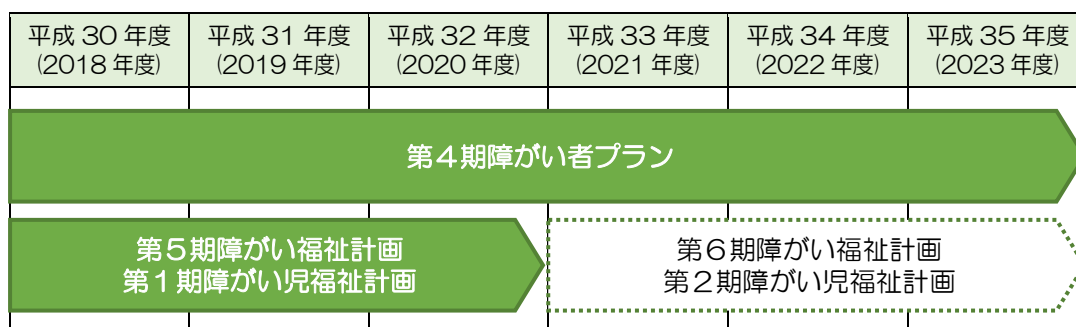 平成 30 年度 平成 31 年度 平成 32 年度 平成 33 年度 平成 34 年度 平成 35 年度
(2018 年度) (2019 年度) (2020 年度) (2021 年度) (2022 年度) (2023 年度)
第４期障がい者プラン
第５期障がい福祉計画 第６期障がい福祉計画
第１期障がい児福祉計画 第２期障がい児福祉計画